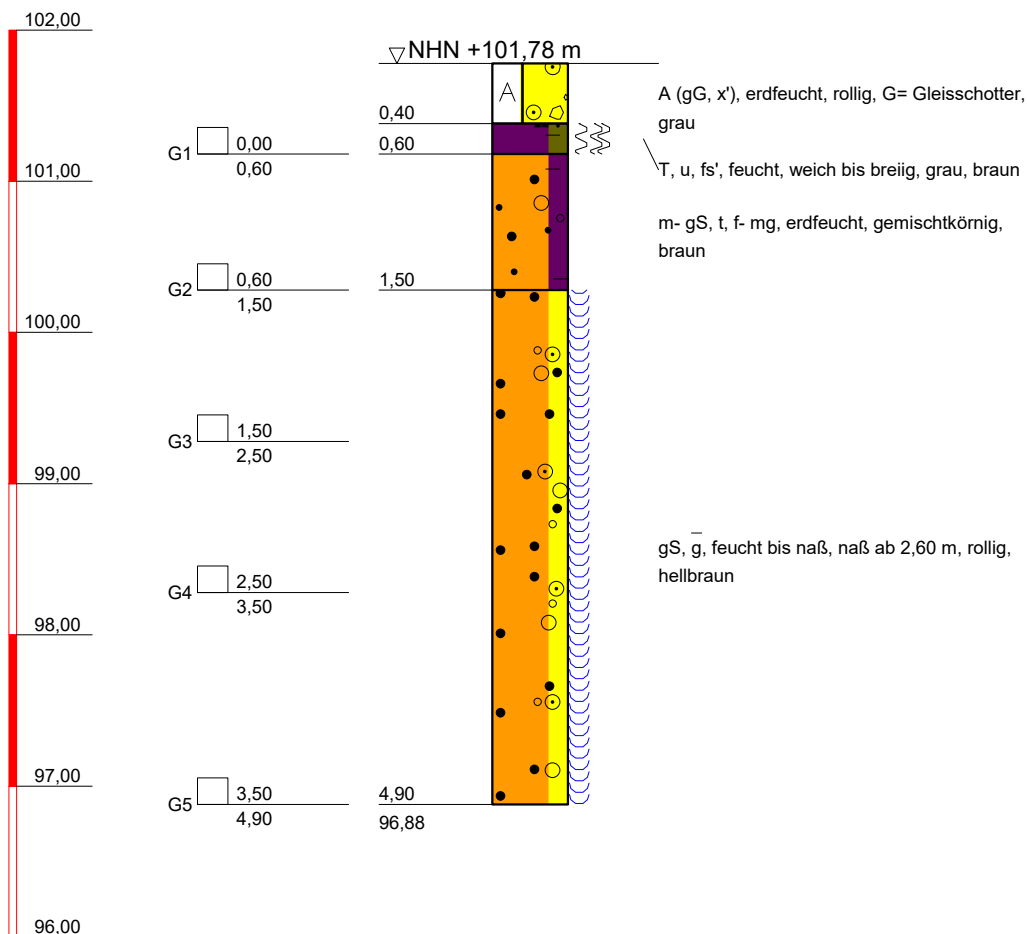 102,00
NHN +101,78 m
A
A (gG, x'), erdfeucht, rollig, G= Gleisschotter,
grau
0,40
G1 0,00
0,60
0,60
T, u, fs', feucht, weich bis breiig, grau, braun
101,00
m- gS, t, f- mg, erdfeucht, gemischtkörnig,
braun
G2 0,60
1,50
1,50
100,00
G3 1,50
2,50
99,00
gS, g̅, feucht bis naß, naß ab 2,60 m, rollig,
hellbraun
G4 2,50
3,50
98,00
97,00
G5 3,50
4,90
4,90
96,88
96,00